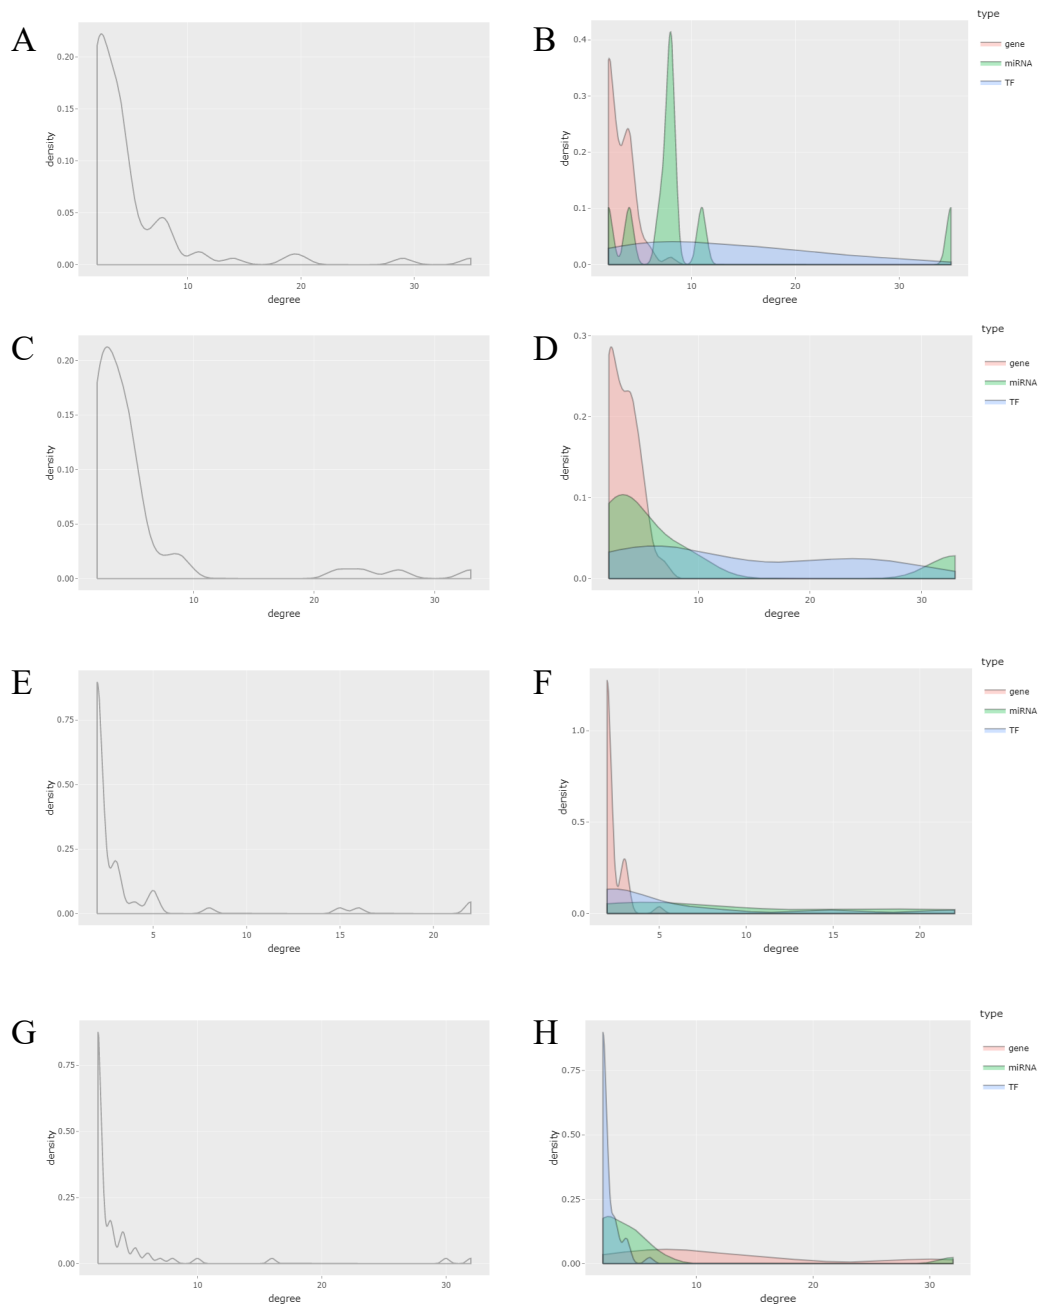 A
0.20
0.15
0.10
0.05
0.00
density
10
20
30
degree
B
0.4
0.3
0.2
0.1
0.0
density
10
20
30
degree
type
gene
miRNA
TF
C
0.20
0.15
0.10
0.05
0.00
density
10
20
30
degree
D
0.3
0.2
0.1
0.0
density
10
20
30
degree
type
gene
miRNA
TF
E
0.75
0.50
0.25
0.00
density
5
10
15
20
degree
F
1.0
0.5
0.0
density
5
10
15
20
degree
type
gene
miRNA
TF
G
0.75
0.50
0.25
0.00
density
10
20
30
degree
H
0.75
0.50
0.25
0.00
density
10
20
30
degree
type
gene
miRNA
TF